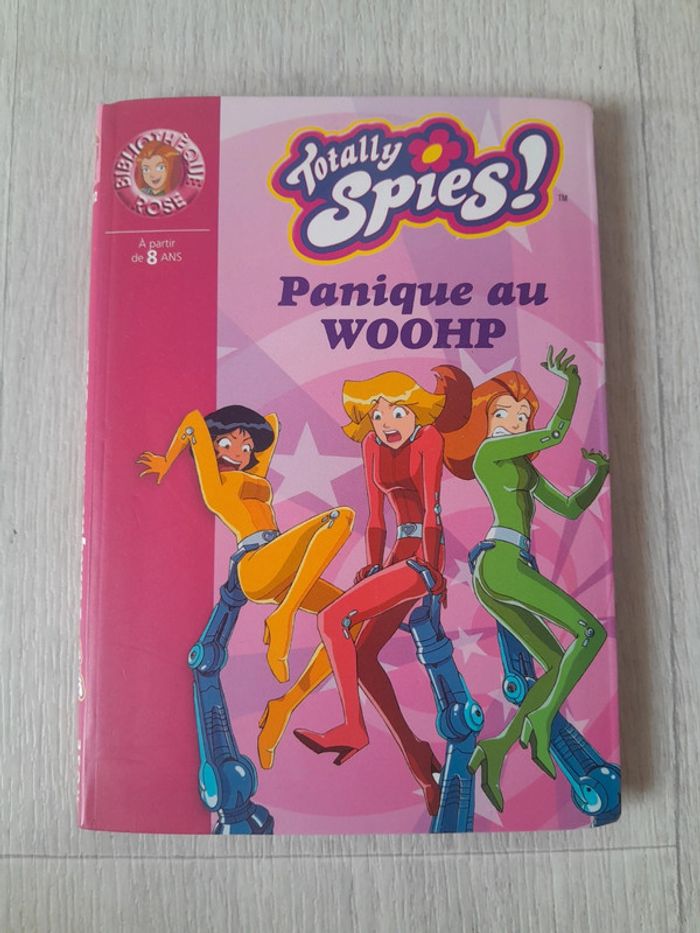 BIBLIOTHÈQUE
ROSE
À partir
de 8 ANS
Totally
Spies!
TM
Panique au
WOOHP